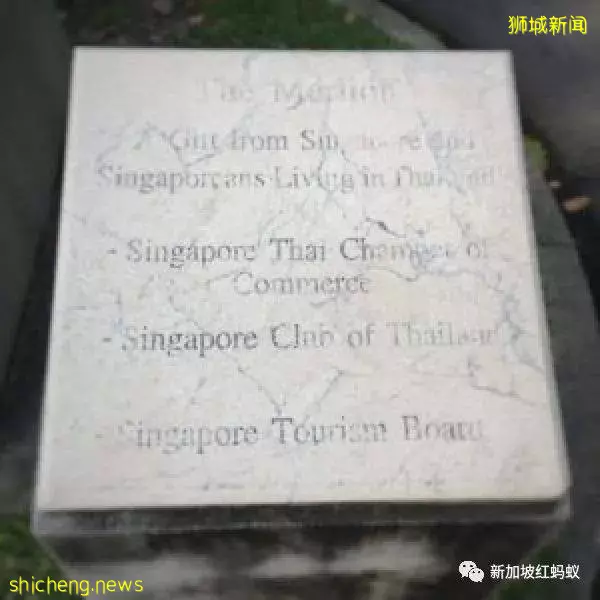 狮城新闻
The Merlion
A Gift from Singapore and
Singaporeans Living in Thailand
- Singapore Thai Chamber of
Commerce
- Singapore Club of Thailand
- Singapore Tourism Board
shicheng.news
新加坡红蚂蚁